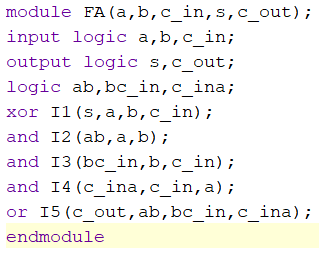 module FA(a,b,c_in,s,c_out);
input logic a,b,c_in;
output logic s,c_out;
logic ab,bc_in,c_ina;
xor I1(s,a,b,c_in);
and I2(ab,a,b);
and I3(bc_in,b,c_in);
and I4(c_ina,c_in,a);
or I5(c_out,ab,bc_in,c_ina);
endmodule